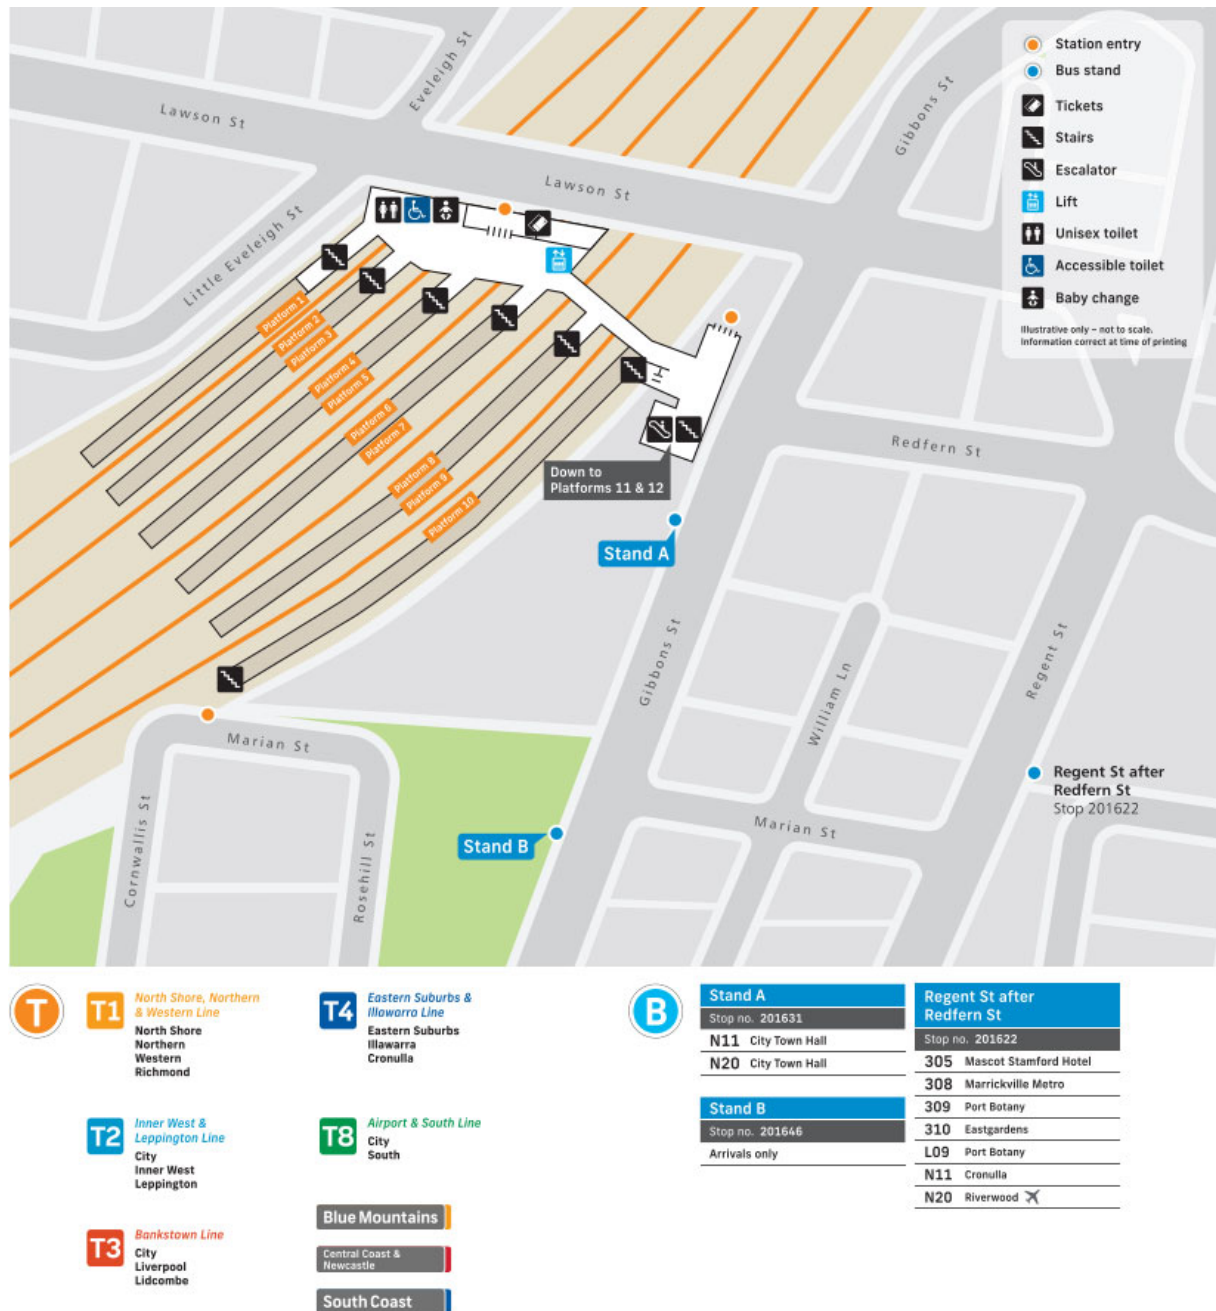 Lawson St
Eveleigh St
Gibbons St
Station entry
Bus stand
Tickets
Stairs
Escalator
Lift
Unisex toilet
Accessible toilet
Baby change
Illustrative only – not to scale.
Information correct at time of printing
Lawson St
Little Eveleigh St
Platform 1
Platform 2
Platform 3
Platform 4
Platform 5
Platform 6
Platform 7
Platform 8
Platform 9
Platform 10
Down to
Platforms 11 & 12
Redfern St
Stand A
Gibbons St
William Ln
Regent St
Marian St
Regent St after
Redfern St
Stop 201622
Marian St
Stand B
Cornwallis St
Rosehill St
T
T1
North Shore, Northern
& Western Line
North Shore
Northern
Western
Richmond
T2
Inner West &
Leppington Line
City
Inner West
Leppington
T3
Bankstown Line
City
Liverpool
Lidcombe
T4
Eastern Suburbs &
Illawarra Line
Eastern Suburbs
Illawarra
Cronulla
T8
Airport & South Line
City
South
Blue Mountains
Central Coast &
Newcastle
South Coast
B
Stand A
Stop no. 201631
N11 City Town Hall
N20 City Town Hall
Stand B
Stop no. 201646
Arrivals only
Regent St after
Redfern St
Stop no. 201622
305 Mascot Stamford Hotel
308 Marrickville Metro
309 Port Botany
310 Eastgardens
L09 Port Botany
N11 Cronulla
N20 Riverwood